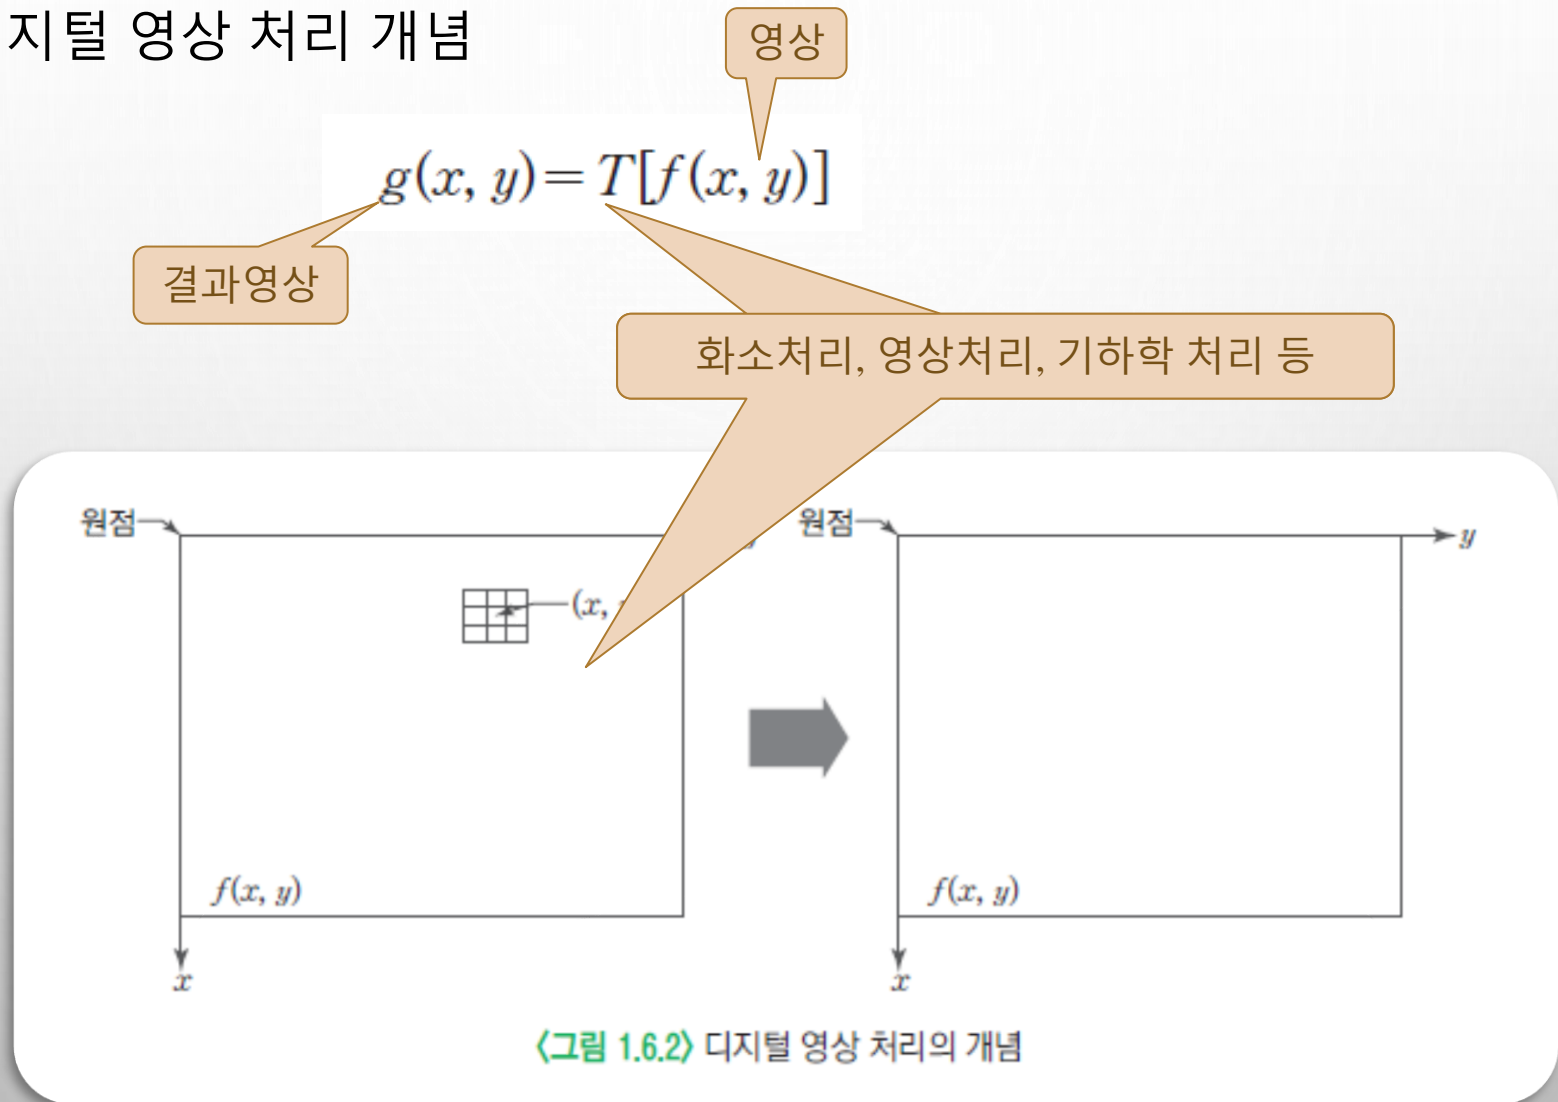 지털 영상 처리 개념
영상
g(x, y)=T[f(x, y)]
결과영상
화소처리, 영상처리, 기하학 처리 등
원점
원점
y
(x,
f(x, y)
f(x, y)
x
x
〈그림 1.6.2〉 디지털 영상 처리의 개념